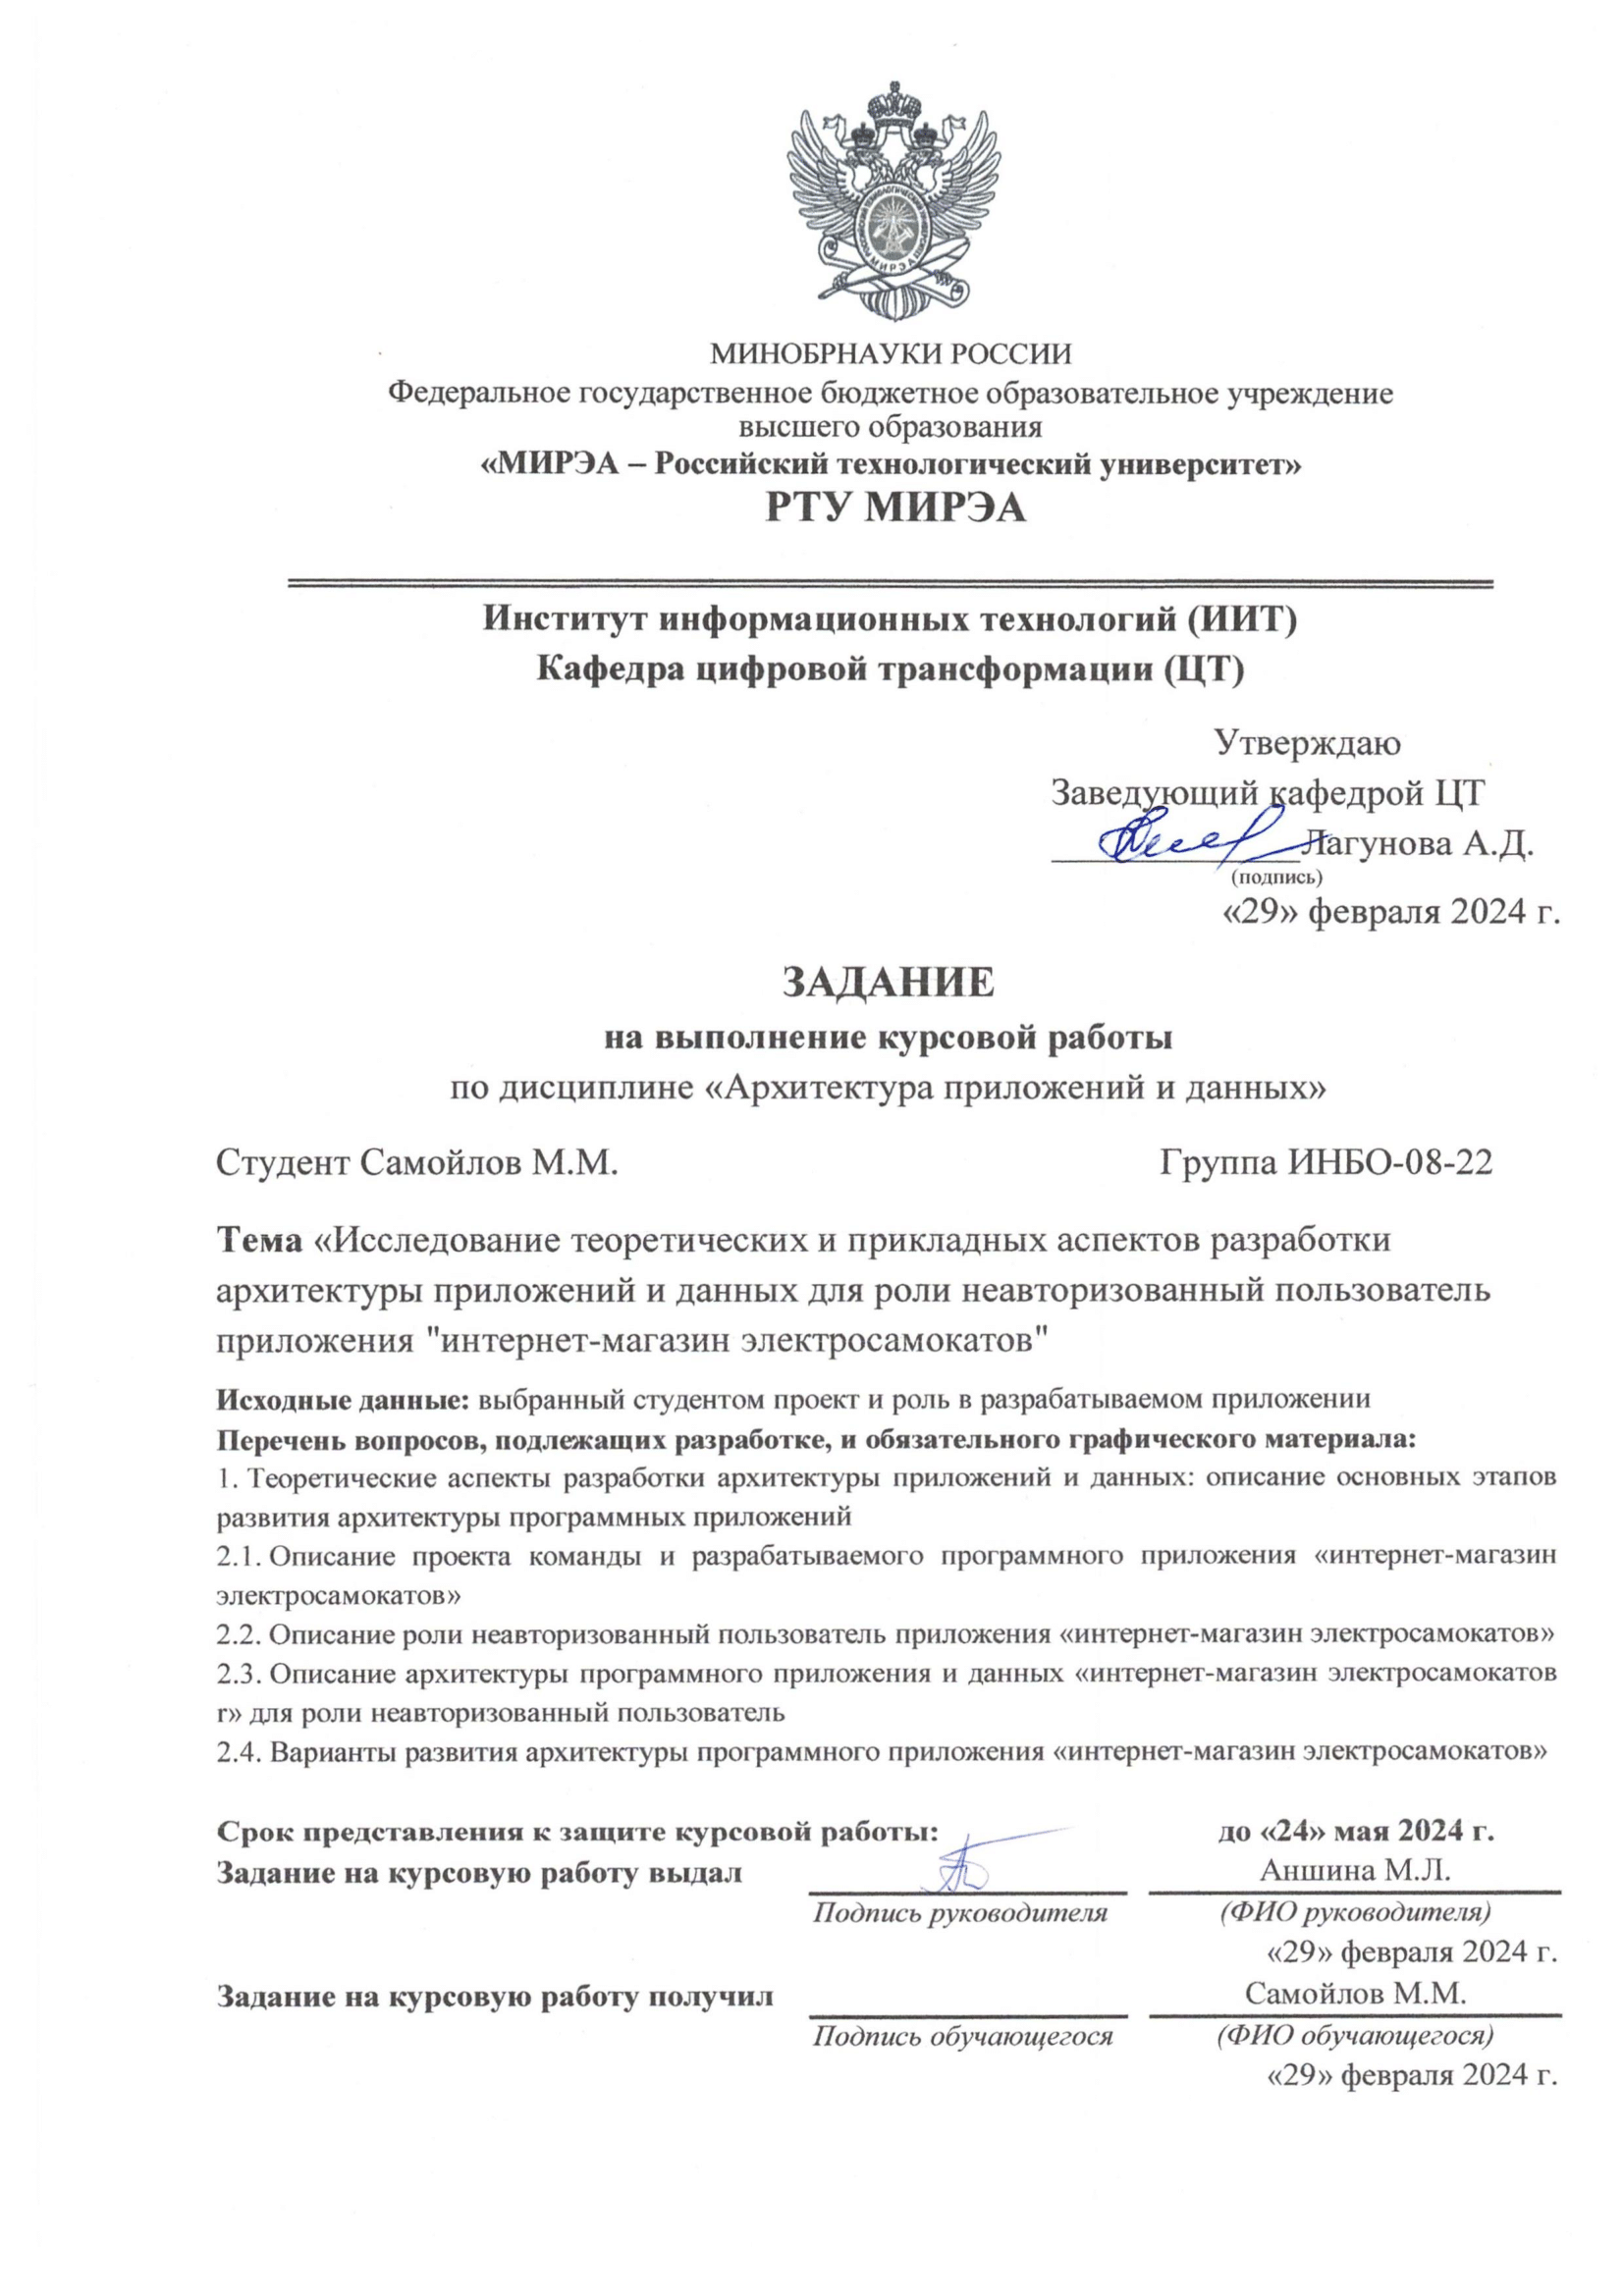 МИРЭА
МИНОБРНАУКИ РОССИИ
Федеральное государственное бюджетное образовательное учреждение
высшего образования
«МИРЭА – Российский технологический университет»
РТУ МИРЭА
Институт информационных технологий (ИИТ)
Кафедра цифровой трансформации (ЦТ)
Утверждаю
Заведующий кафедрой ЦТ
Лагунова А.Д.
(подпись)
«29» февраля 2024 г.
ЗАДАНИЕ
на выполнение курсовой работы
по дисциплине «Архитектура приложений и данных»
Студент Самойлов М.М. Группа ИНБО-08-22
Тема «Исследование теоретических и прикладных аспектов разработки
архитектуры приложений и данных для роли неавторизованный пользователь
приложения "интернет-магазин электросамокатов"
Исходные данные: выбранный студентом проект и роль в разрабатываемом приложении
Перечень вопросов, подлежащих разработке, и обязательного графического материала:
1. Теоретические аспекты разработки архитектуры приложений и данных: описание основных этапов
развития архитектуры программных приложений
2.1. Описание проекта команды и разрабатываемого программного приложения «интернет-магазин
электросамокатов»
2.2. Описание роли неавторизованный пользователь приложения «интернет-магазин электросамокатов»
2.3. Описание архитектуры программного приложения и данных «интернет-магазин электросамокатов
r» для роли неавторизованный пользователь
2.4. Варианты развития архитектуры программного приложения «интернет-магазин электросамокатов»
Срок представления к защите курсовой работы: до «24» мая 2024 г.
Задание на курсовую работу выдал Аншина М.Л.
Подпись руководителя (ФИО руководителя)
«29» февраля 2024 г.
Задание на курсовую работу получил Самойлов М.М.
Подпись обучающегося (ФИО обучающегося)
«29» февраля 2024 г.